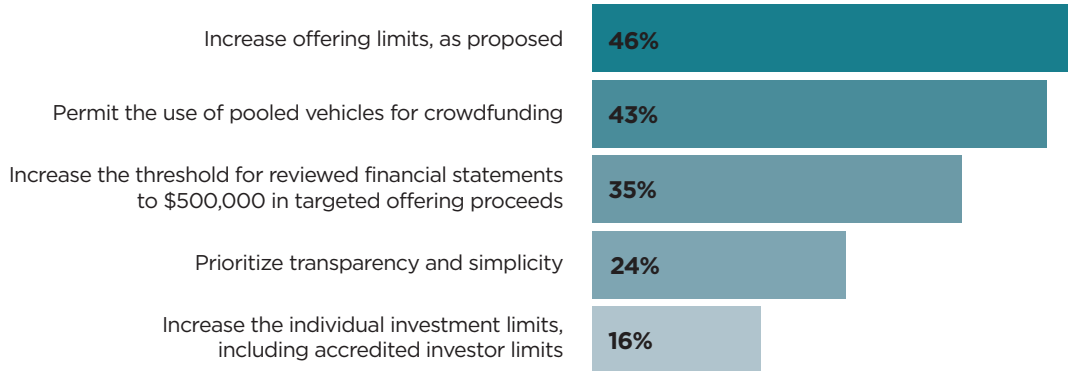 Increase offering limits, as proposed
46%
Permit the use of pooled vehicles for crowdfunding
43%
Increase the threshold for reviewed financial statements
to $500,000 in targeted offering proceeds
35%
Prioritize transparency and simplicity
24%
Increase the individual investment limits,
including accredited investor limits
16%